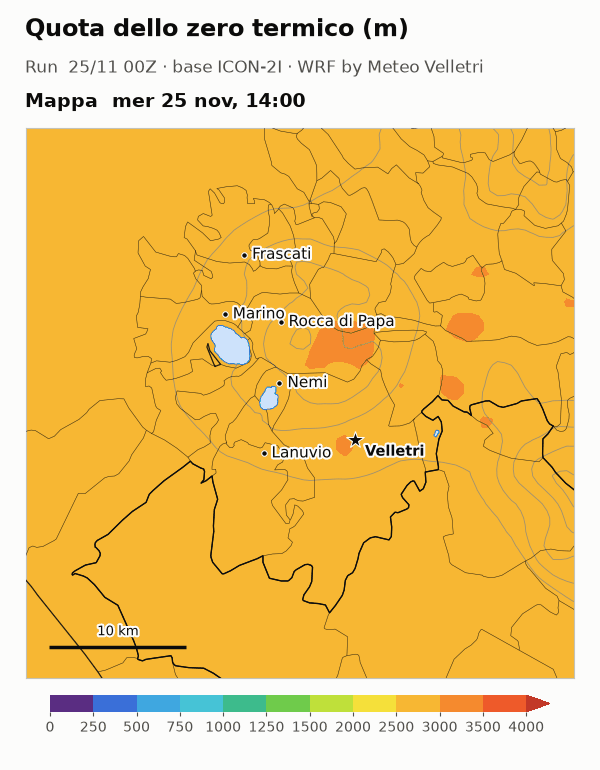 Quota dello zero termico (m)
Run  25/11 00Z · base ICON-2I · WRF by Meteo Velletri
Mappa  mer 25 nov, 14:00
Frascati
Marino
Rocca di Papa
Nemi
Velletri
Lanuvio
10 km
0 250 500 750 1000 1250 1500 2000 2500 3000 3500 4000